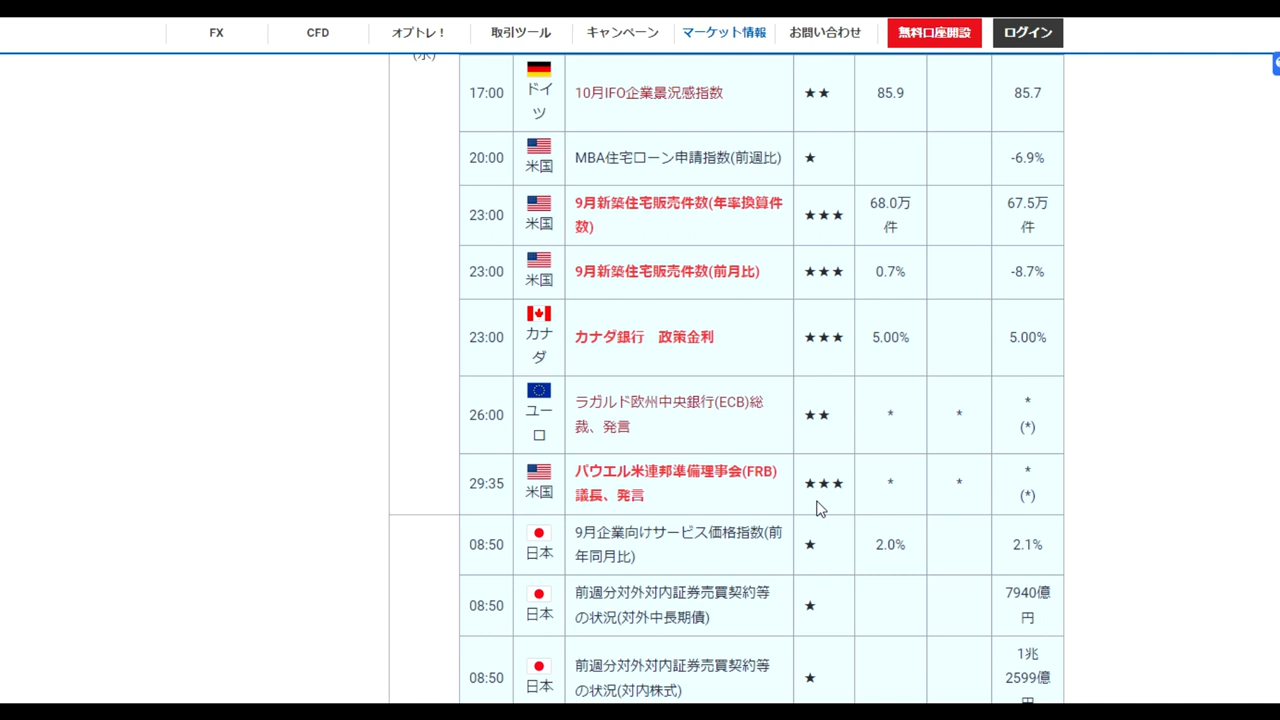 FX
CFD
オプトレ！
取引ツール
キャンペーン
マーケット情報
お問い合わせ
無料口座開設
ログイン
(水)
17:00
ドイ
ツ
10月IFO企業景況感指数
★★
85.9
85.7
20:00
米国
MBA住宅ローン申請指数(前週比)
★
-6.9%
23:00
米国
9月新築住宅販売件数(年率換算件
数)
★★★
68.0万
件
67.5万
件
23:00
米国
9月新築住宅販売件数(前月比)
★★★
0.7%
-8.7%
23:00
カナ
ダ
カナダ銀行　政策金利
★★★
5.00%
5.00%
26:00
ユー
ロ
ラガルド欧州中央銀行(ECB)総
裁、発言
★★
*
*
*
(*)
29:35
米国
パウエル米連邦準備理事会(FRB)
議長、発言
★★★
*
*
*
(*)
08:50
日本
9月企業向けサービス価格指数(前
年同月比)
★
2.0%
2.1%
08:50
日本
前週分対外対内証券売買契約等
の状況(対外中長期債)
★
7940億
円
08:50
日本
前週分対外対内証券売買契約等
の状況(対内株式)
★
1兆
2599億
円